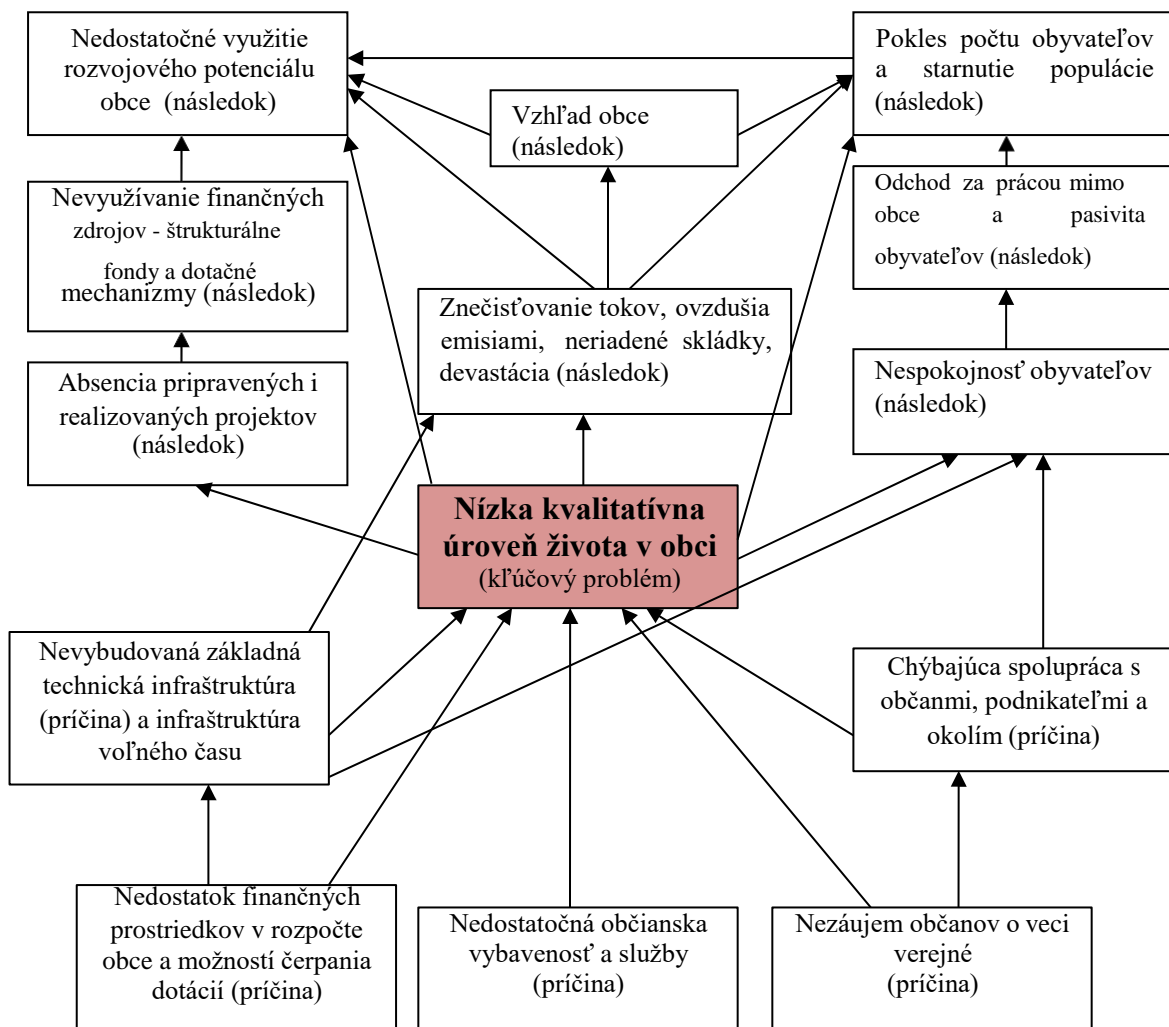 Nedostatočné využitie
rozvojového potenciálu
obce (následok)
Pokles počtu obyvateľov
a starnutie populácie
(následok)
Vzhľad obce
(následok)
Nevyužívanie finančných
zdrojov - štrukturálne
fondy a dotačné
mechanizmy (následok)
Odchod za prácou mimo
obce a pasivita
obyvateľov (následok)
Znečisťovanie tokov, ovzdušia
emisiami, neriadené skládky,
devastácia (následok)
Absencia pripravených i
realizovaných projektov
(následok)
Nespokojnosť obyvateľov
(následok)
Nízka kvalitatívna
úroveň života v obci
(kľúčový problém)
Nevybudovaná základná
technická infraštruktúra
(príčina) a infraštruktúra
voľného času
Chýbajúca spolupráca s
občanmi, podnikateľmi a
okolím (príčina)
Nedostatok finančných
prostriedkov v rozpočte
obce a možností čerpania
dotácií (príčina)
Nedostatočná občianska
vybavenosť a služby
(príčina)
Nezáujem občanov o veci
verejné
(príčina)